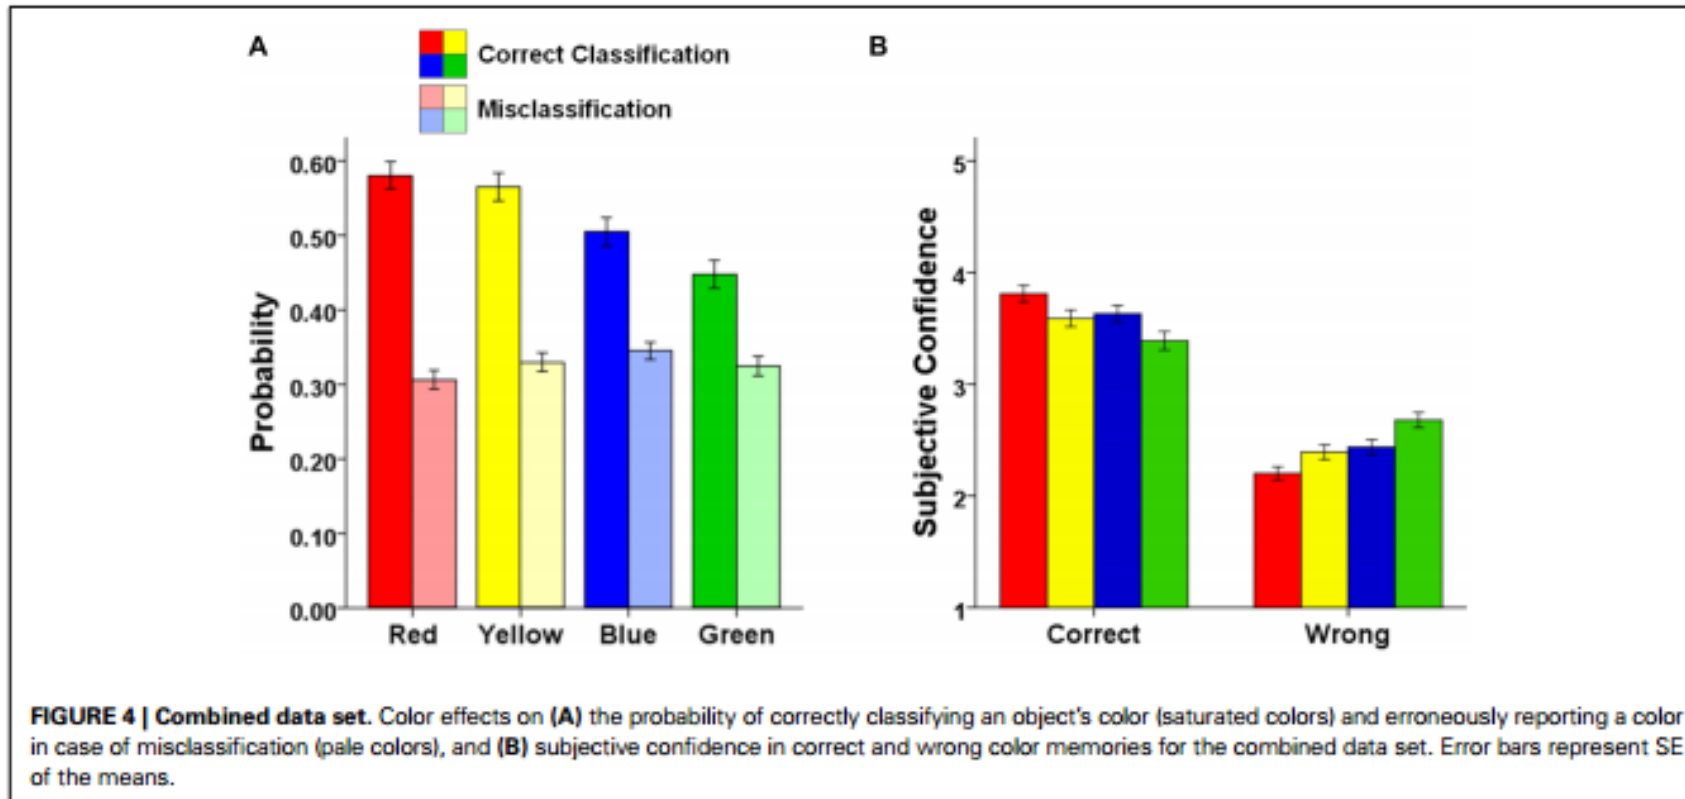 A
Correct Classification
Misclassification
0.60
0.50
0.40
0.30
0.20
0.10
0.00
Probability
Red Yellow Blue Green
B
5
4
3
2
1
Subjective Confidence
Correct Wrong
FIGURE 4 | Combined data set. Color effects on (A) the probability of correctly classifying an object's color (saturated colors) and erroneously reporting a color
in case of misclassification (pale colors), and (B) subjective confidence in correct and wrong color memories for the combined data set. Error bars represent SE
of the means.